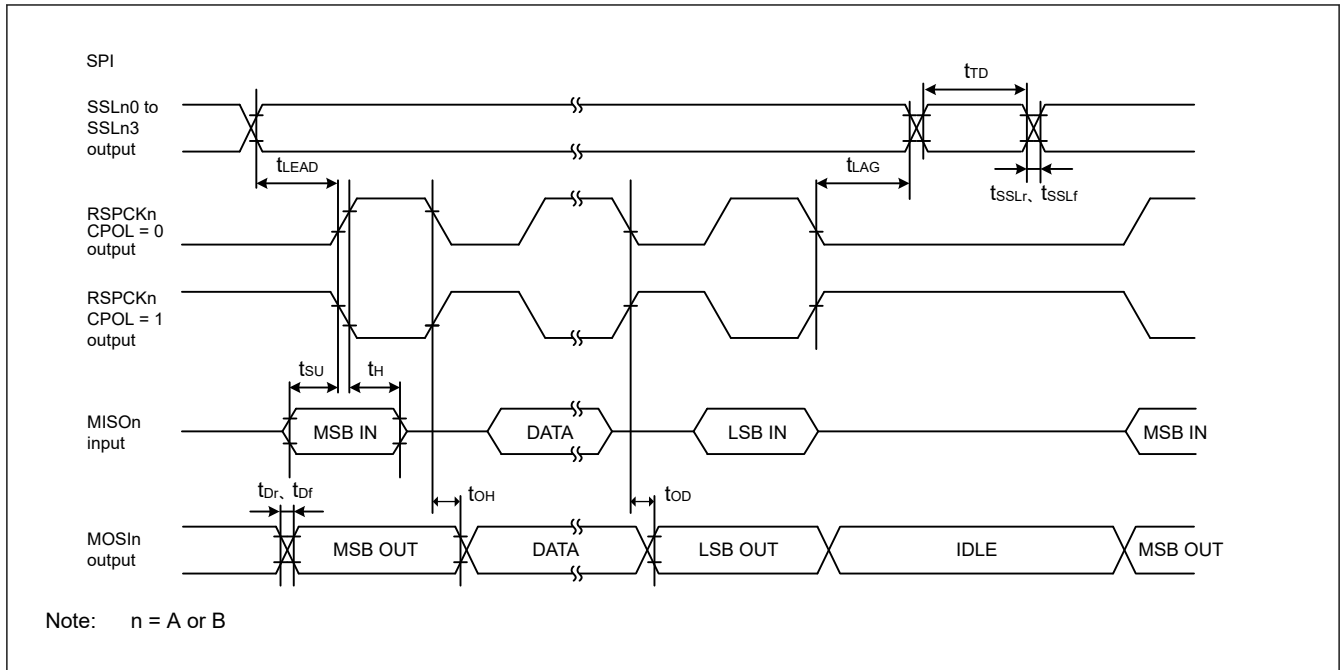 SPI
tTD
SSLn0 to
SSLn3
output
tLEAD
tLAG
tSSLr、tSSLf
RSPCKn
CPOL = 0
output
RSPCKn
CPOL = 1
output
tSU
tH
MISOn
input
MSB IN
DATA
LSB IN
MSB IN
tDr、tDf
tOH
tOD
MOSIn
output
MSB OUT
DATA
LSB OUT
IDLE
MSB OUT
Note: n = A or B